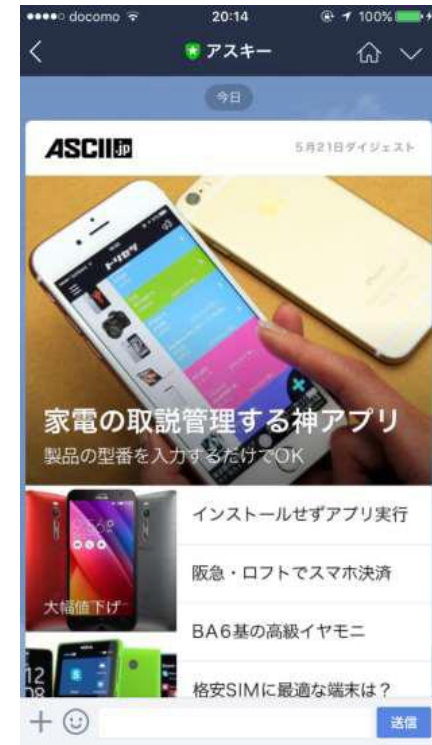 docomo 20:14 100%
アスキー
今日
ASCII.JP 5月21日ダイジェスト
トリセツ
家電の取説管理する神アプリ
製品の型番を入力するだけでOK
インストールせずアプリ実行
阪急・ロフトでスマホ決済
大幅値下げ
BA6基の高級イヤモニ
格安SIMに最適な端末は？
送信